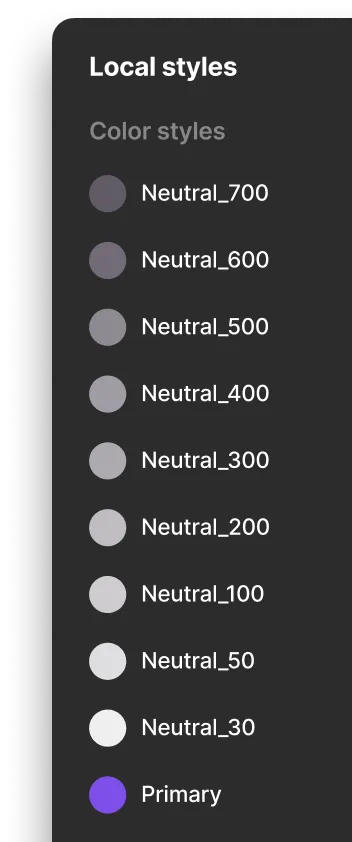 Local styles
Color styles
Neutral_700
Neutral_600
Neutral_500
Neutral_400
Neutral_300
Neutral_200
Neutral_100
Neutral_50
Neutral_30
Primary